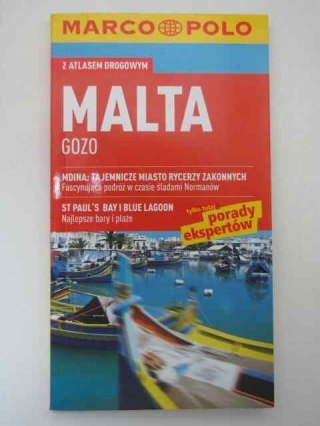 MARCO POLO
Z ATLASEM DROGOWYM
MALTA
GOZO
MDINA: TAJEMNICZE MIASTO RYCERZY ZAKONNYCH
Fascynująca podróż w czasie śladami Normanów
ST PAUL'S BAY I BLUE LAGOON
Najlepsze bary i plaże
tylko tutaj
porady
ekspertów